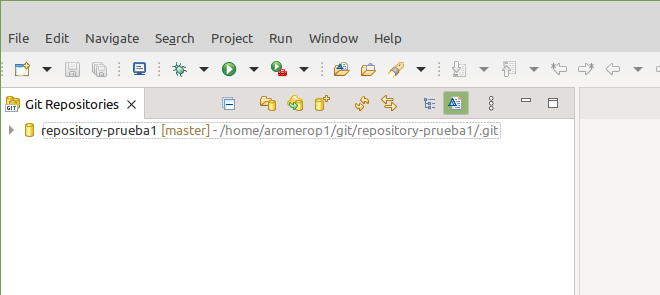 File Edit Navigate Search Project Run Window Help
GIT Git Repositories
repository-prueba1 [master] - /home/aromerop1/git/repository-prueba1/.git